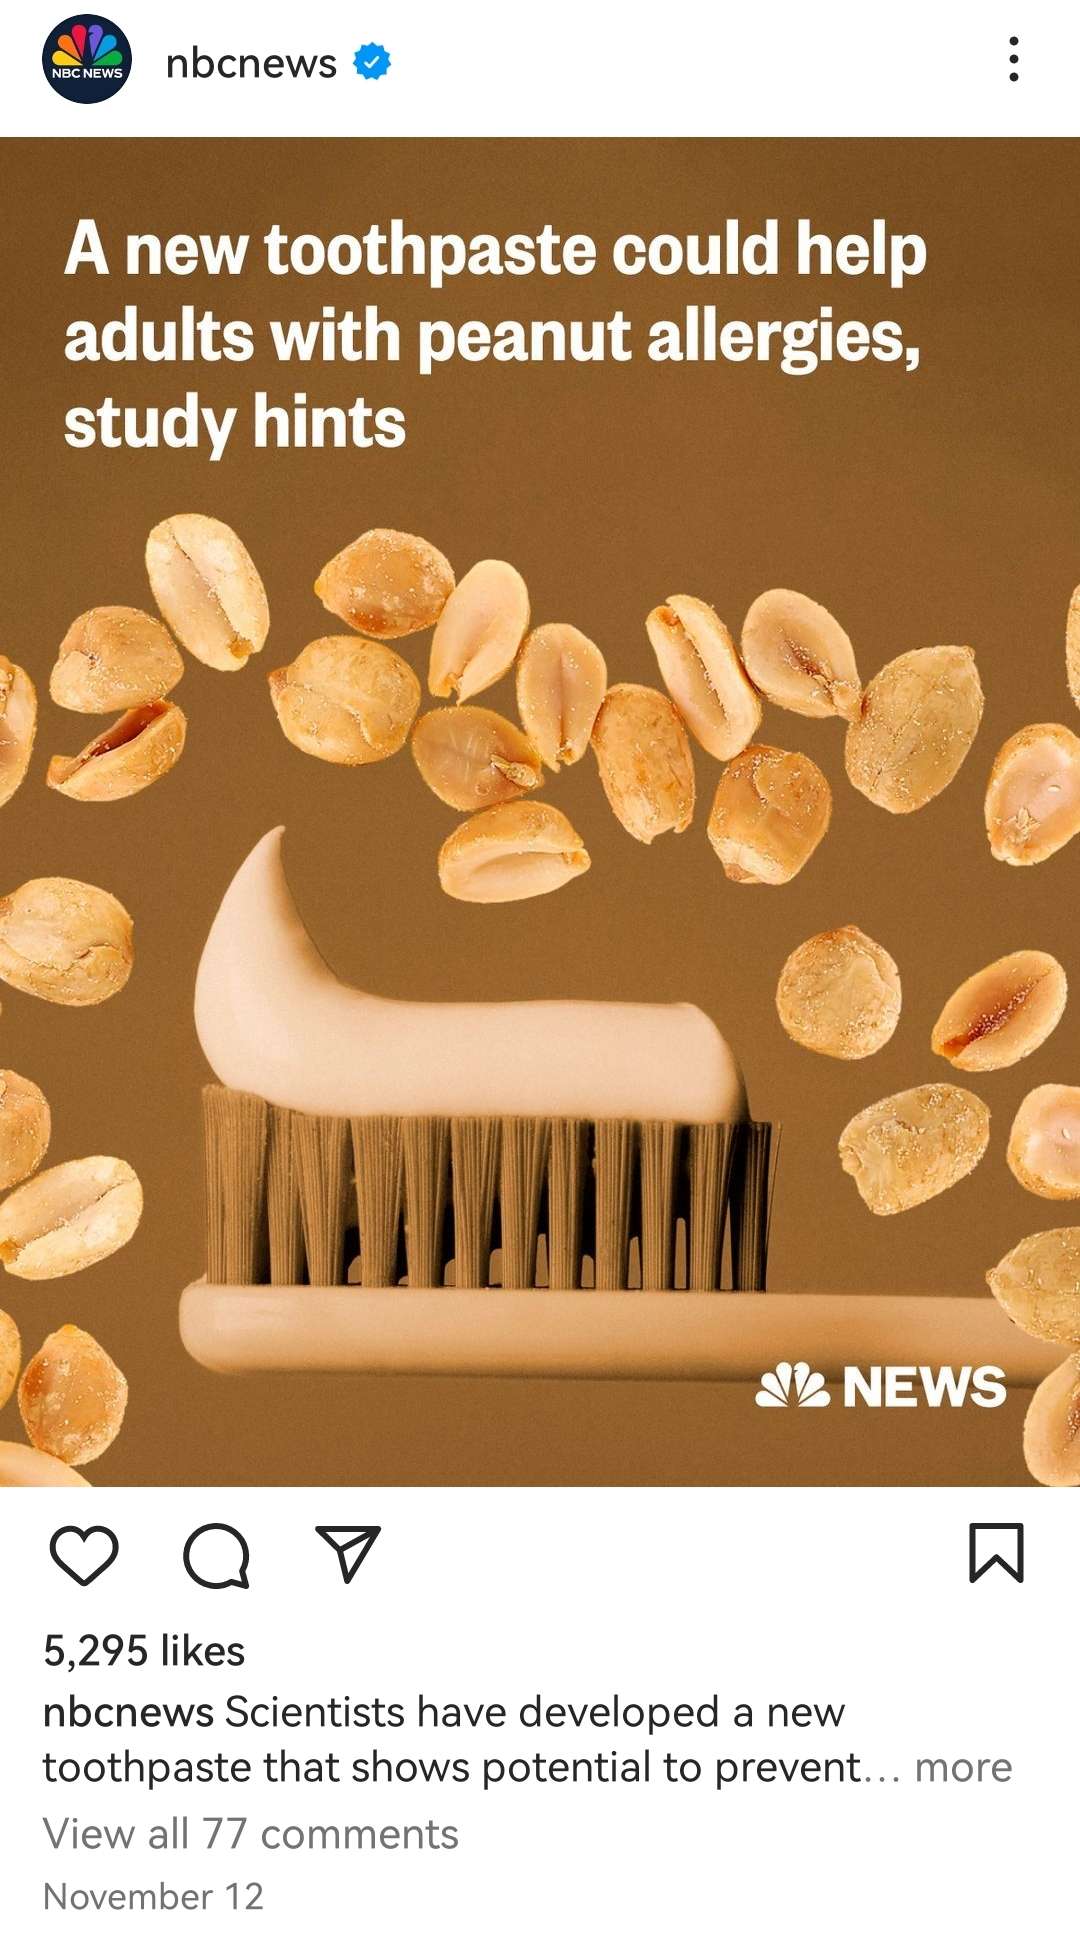 NBC NEWS
nbcnews
A new toothpaste could help
adults with peanut allergies,
study hints
NEWS
5,295 likes
nbcnews Scientists have developed a new
toothpaste that shows potential to prevent... more
View all 77 comments
November 12